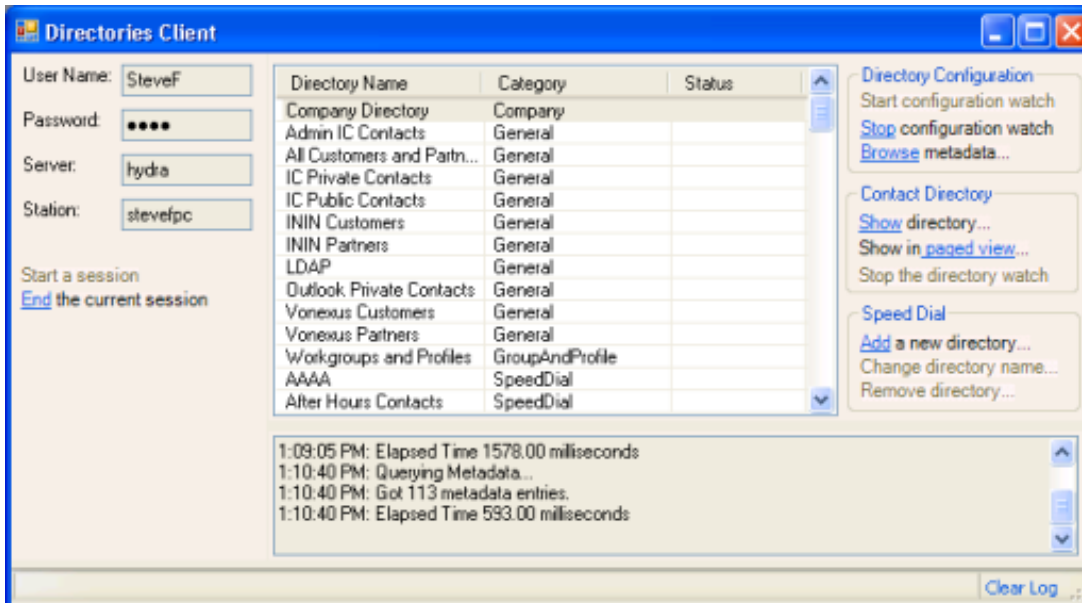 Directories Client
User Name: SteveF
Password: ••••
Server: hydra
Station: stevefpc
Start a session
End the current session
Directory Name Category Status
Company Directory Company
Admin IC Contacts General
All Customers and Partn... General
IC Private Contacts General
IC Public Contacts General
ININ Customers General
ININ Partners General
LDAP General
Outlook Private Contacts General
Vonexus Customers General
Vonexus Partners General
Workgroups and Profiles GroupAndProfile
AAAA SpeedDial
After Hours Contacts SpeedDial
Directory Configuration
Start configuration watch
Stop configuration watch
Browse metadata...
Contact Directory
Show directory...
Show in paged view...
Stop the directory watch
Speed Dial
Add a new directory...
Change directory name...
Remove directory...
1:09:05 PM: Elapsed Time 1578.00 milliseconds
1:10:40 PM: Querying Metadata...
1:10:40 PM: Got 113 metadata entries.
1:10:40 PM: Elapsed Time 593.00 milliseconds
Clear Log